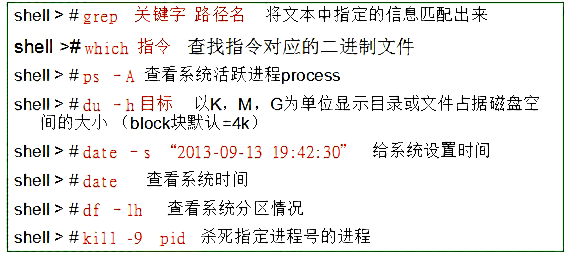 shell > # grep 关键字 路径名 将文本中指定的信息匹配出来
shell ># which 指令 查找指令对应的二进制文件
shell > # ps -A 查看系统活跃进程process
shell > # du -h 目标 以K，M，G为单位显示目录或文件占据磁盘空
间的大小 （block块默认=4k）
shell > # date -s “2013-09-13 19:42:30” 给系统设置时间
shell > # date 查看系统时间
shell > # df -lh 查看系统分区情况
shell > # kill -9 pid 杀死指定进程号的进程